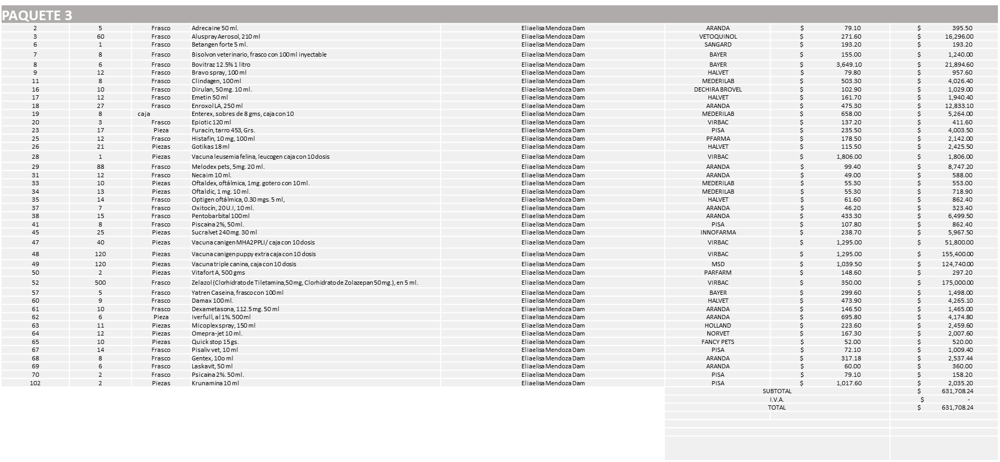 PAQUETE 3
2 5 Frasco Adrecaine 50 ml. Eliaelisa Mendoza Dam ARANDA $ 79.10 $ 395.50
3 60 Frasco Aluspray Aerosol, 210 ml Eliaelisa Mendoza Dam VETOQUINOL $ 271.60 $ 16,296.00
6 1 Frasco Betangen forte 5 ml. Eliaelisa Mendoza Dam SANGARD $ 193.20 $ 193.20
7 8 Frasco Bisolvon veterinario, frasco con 100 ml inyectable Eliaelisa Mendoza Dam BAYER $ 155.00 $ 1,240.00
8 6 Frasco Bovitraz 12.5% 1 litro Eliaelisa Mendoza Dam BAYER $ 3,649.10 $ 21,894.60
9 12 Frasco Bravo spray, 100 ml Eliaelisa Mendoza Dam HALVET $ 79.80 $ 957.60
11 8 Frasco Clindagen, 100 ml Eliaelisa Mendoza Dam MEDERILAB $ 503.30 $ 4,026.40
16 10 Frasco Dirulan, 50 mg. 10 ml. Eliaelisa Mendoza Dam DECHIRA BROVEL $ 102.90 $ 1,029.00
17 12 Frasco Emetin 50 ml Eliaelisa Mendoza Dam HALVET $ 161.70 $ 1,940.40
18 27 Frasco Enroxol LA, 250 ml Eliaelisa Mendoza Dam ARANDA $ 475.30 $ 12,833.10
19 8 caja Enterex, sobres de 8 gms, caja con 10 Eliaelisa Mendoza Dam MEDERILAB $ 658.00 $ 5,264.00
20 3 Frasco Epiotic 120 ml Eliaelisa Mendoza Dam VIRBAC $ 137.20 $ 411.60
23 17 Pieza Furacín, tarro 453, Grs. Eliaelisa Mendoza Dam PISA $ 235.50 $ 4,003.50
25 12 Frasco Histafin, 10 mg, 100 ml Eliaelisa Mendoza Dam PFARMA $ 178.50 $ 2,142.00
26 21 Piezas Gotikas 18 ml Eliaelisa Mendoza Dam HALVET $ 115.50 $ 2,425.50
28 1 Piezas Vacuna leusemia felina, leucogen caja con 10 dosis Eliaelisa Mendoza Dam VIRBAC $ 1,806.00 $ 1,806.00
29 88 Frasco Melodex pets, 5mg. 20 ml. Eliaelisa Mendoza Dam ARANDA $ 99.40 $ 8,747.20
31 12 Frasco Necaim 10 ml. Eliaelisa Mendoza Dam ARANDA $ 49.00 $ 588.00
33 10 Piezas Oftaldex, oftálmica, 1mg. gotero con 10 ml. Eliaelisa Mendoza Dam MEDERILAB $ 55.30 $ 553.00
34 13 Piezas Oftaldic, 1 mg. 10 ml. Eliaelisa Mendoza Dam MEDERILAB $ 55.30 $ 718.90
35 14 Frasco Optigen oftálmica, 0.30 mgs. 5 ml, Eliaelisa Mendoza Dam HALVET $ 61.60 $ 862.40
37 7 Frasco Oxitocín, 20 U.I, 10 ml. Eliaelisa Mendoza Dam ARANDA $ 46.20 $ 323.40
38 15 Frasco Pentobarbital 100 ml Eliaelisa Mendoza Dam ARANDA $ 433.30 $ 6,499.50
41 8 Frasco Piscaina 2%, 50 ml. Eliaelisa Mendoza Dam PISA $ 107.80 $ 862.40
45 25 Piezas Sucralvet 240 mg. 30 ml Eliaelisa Mendoza Dam INNOFARMA $ 238.70 $ 5,967.50
47 40 Piezas Vacuna canigen MHA2PPLI/ caja con 10 dosis Eliaelisa Mendoza Dam VIRBAC $ 1,295.00 $ 51,800.00
48 120 Piezas Vacuna canigen puppy extra caja con 10 dosis Eliaelisa Mendoza Dam VIRBAC $ 1,295.00 $ 155,400.00
49 120 Piezas Vacuna triple canina, caja con 10 dosis Eliaelisa Mendoza Dam MSD $ 1,039.50 $ 124,740.00
50 2 Piezas Vitafort A, 500 gms Eliaelisa Mendoza Dam PARFARM $ 148.60 $ 297.20
52 500 Frasco Zelazol (Clorhidrato de Tiletamina,50 mg, Clorhidrato de Zolazepan 50 mg.), en 5 ml. Eliaelisa Mendoza Dam VIRBAC $ 350.00 $ 175,000.00
57 5 Frasco Yatren Caseina, frasco con 100 ml Eliaelisa Mendoza Dam BAYER $ 299.60 $ 1,498.00
60 9 Frasco Damax 100 ml. Eliaelisa Mendoza Dam HALVET $ 473.90 $ 4,265.10
61 10 Frasco Dexametasona, 112.5 mg. 50 ml Eliaelisa Mendoza Dam ARANDA $ 146.50 $ 1,465.00
62 6 Pieza Iverfull, al 1%. 500 ml Eliaelisa Mendoza Dam ARANDA $ 695.80 $ 4,174.80
63 11 Piezas Micoplex spray, 150 ml Eliaelisa Mendoza Dam HOLLAND $ 223.60 $ 2,459.60
64 12 Piezas Omepra-jet 10 ml. Eliaelisa Mendoza Dam NORVET $ 167.30 $ 2,007.60
65 10 Piezas Quick stop 15 gs. Eliaelisa Mendoza Dam FANCY PETS $ 52.00 $ 520.00
67 14 Frasco Pisaliv vet, 10 ml Eliaelisa Mendoza Dam PISA $ 72.10 $ 1,009.40
68 8 Frasco Gentex, 10o ml Eliaelisa Mendoza Dam ARANDA $ 317.18 $ 2,537.44
69 6 Frasco Laskavit, 50 ml Eliaelisa Mendoza Dam ARANDA $ 60.00 $ 360.00
70 2 Frasco Psicaina 2%. 50 ml. Eliaelisa Mendoza Dam PISA $ 79.10 $ 158.20
102 2 Piezas Krunamina 10 ml Eliaelisa Mendoza Dam PISA $ 1,017.60 $ 2,035.20
SUBTOTAL $ 631,708.24
I.V.A. $ -
TOTAL $ 631,708.24